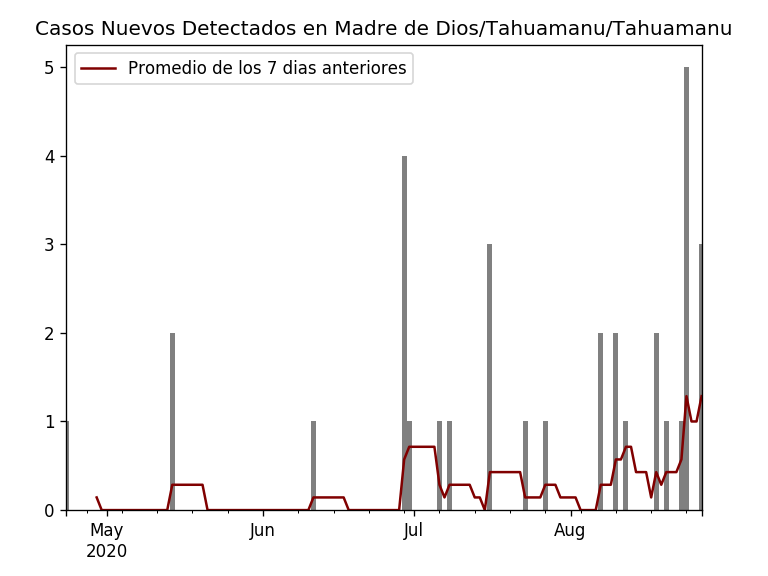 Casos Nuevos Detectados en Madre de Dios/Tahuamanu/Tahuamanu
Promedio de los 7 dias anteriores
5
4
3
2
1
0
May Jun Jul Aug
2020